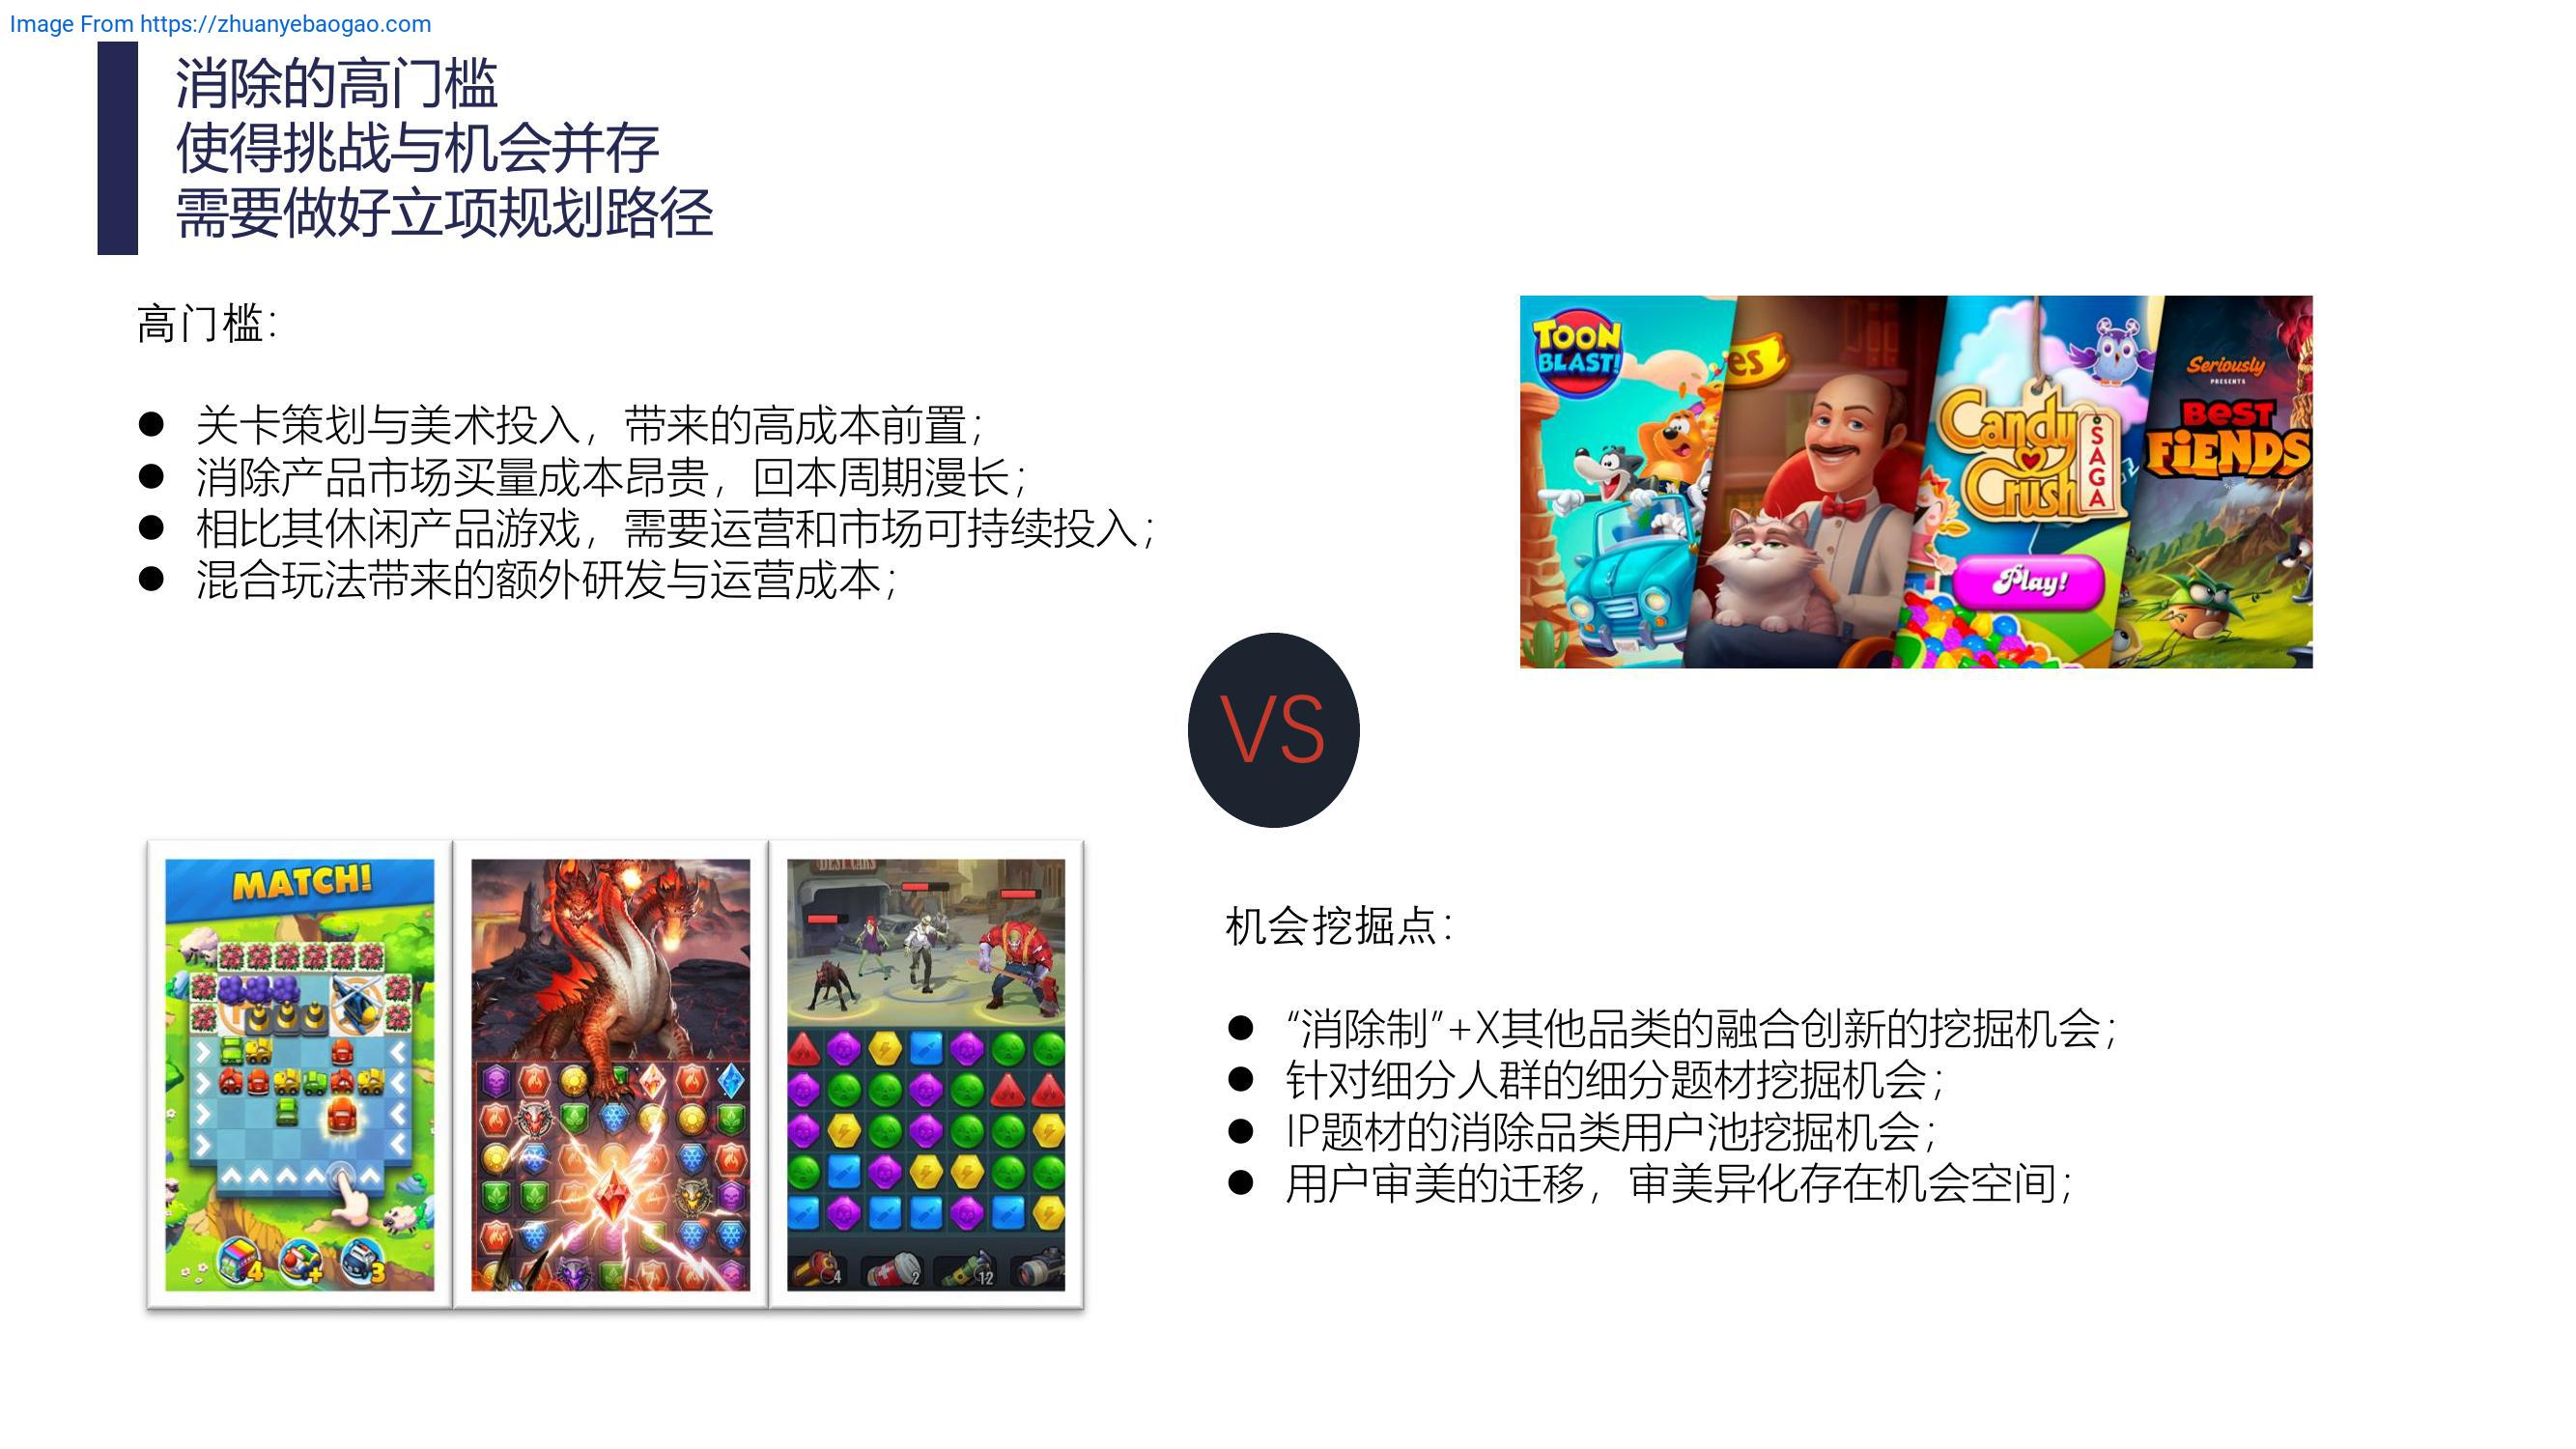 Image From https://zhuanyebaogao.com
消除的高门槛
使得挑战与机会并存
需要做好立项规划路径
高门槛：
● 关卡策划与美术投入，带来的高成本前置；
● 消除产品市场买量成本昂贵，回本周期漫长；
● 相比其休闲产品游戏，需要运营和市场可持续投入；
● 混合玩法带来的额外研发与运营成本；
TOON
BLAST!
es
Candy
Crush
SAGA
Play!
Seriously
PRESENTS
BEST
FiENDS
VS
MATCH!
4
+
3
4
2
12
机会挖掘点：
● “消除制”+X其他品类的融合创新的挖掘机会；
● 针对细分人群的细分题材挖掘机会；
● IP题材的消除品类用户池挖掘机会；
● 用户审美的迁移，审美异化存在机会空间；